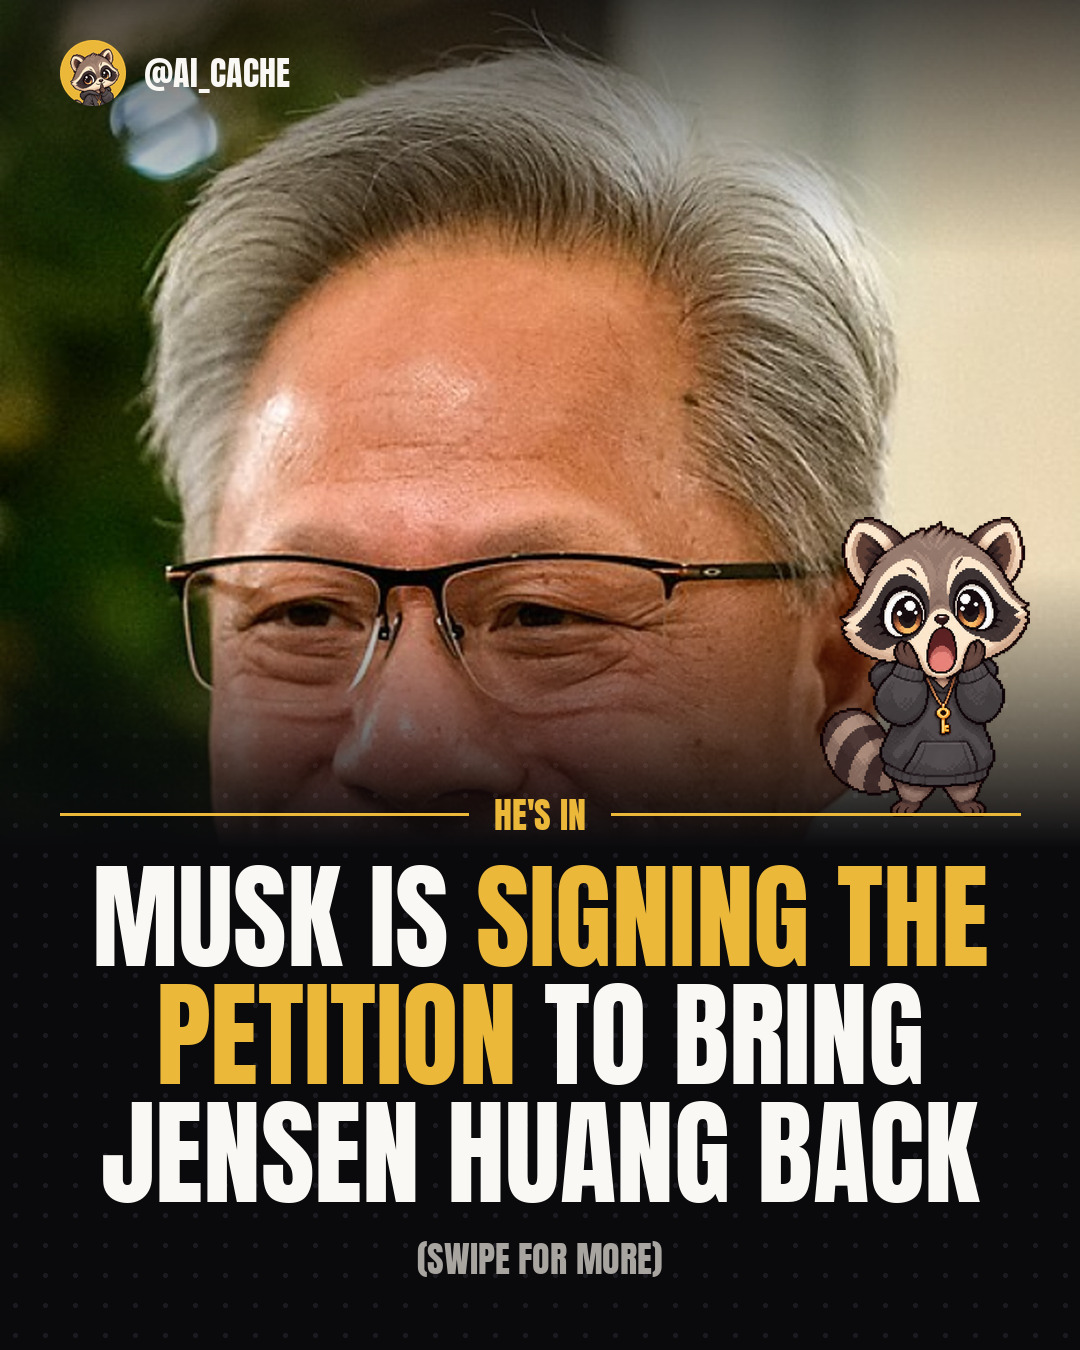 @AI_CACHE
HE'S IN
MUSK IS SIGNING THE
PETITION TO BRING
JENSEN HUANG BACK
(SWIPE FOR MORE)